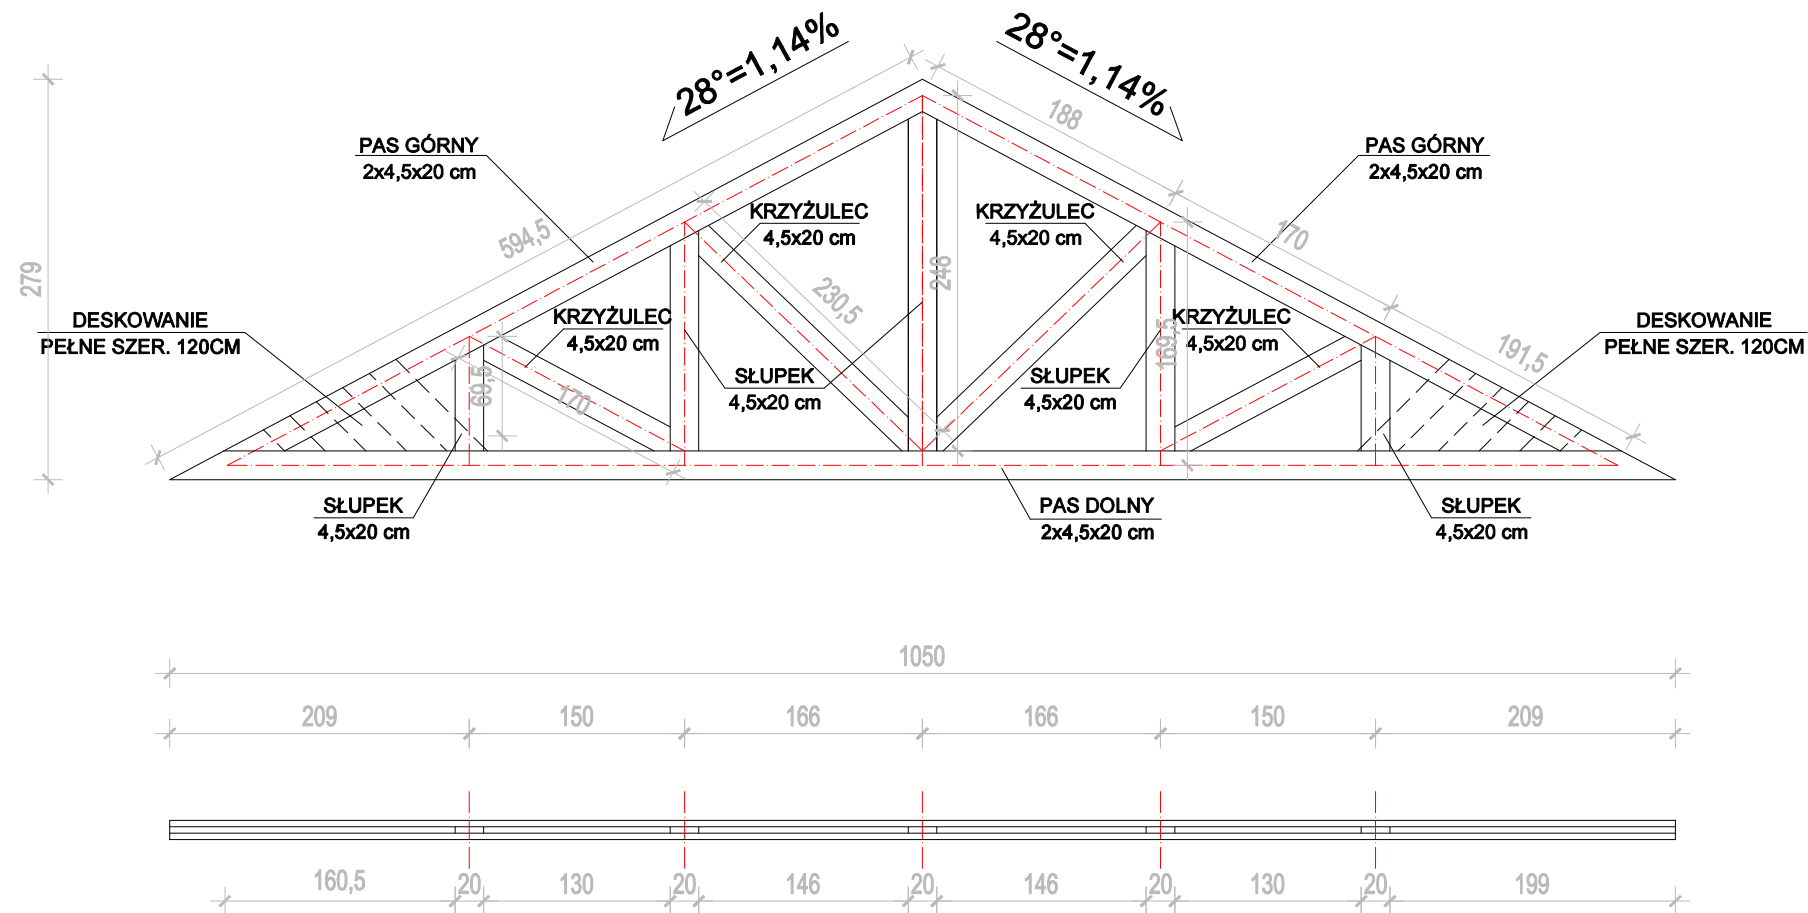 28°=1,14%
28°=1,14%
188
PAS GÓRNY
2x4,5x20 cm
PAS GÓRNY
2x4,5x20 cm
594,5
KRZYŻULEC
4,5x20 cm
KRZYŻULEC
4,5x20 cm
170
279
248
230,5
DESKOWANIE
PEŁNE SZER. 120CM
KRZYŻULEC
4,5x20 cm
169,5
KRZYŻULEC
4,5x20 cm
191,5
DESKOWANIE
PEŁNE SZER. 120CM
69,5
170
SŁUPEK
4,5x20 cm
SŁUPEK
4,5x20 cm
SŁUPEK
4,5x20 cm
PAS DOLNY
2x4,5x20 cm
SŁUPEK
4,5x20 cm
1050
209 150 166 166 150 209
160,5 20 130 20 146 20 146 20 130 20 199